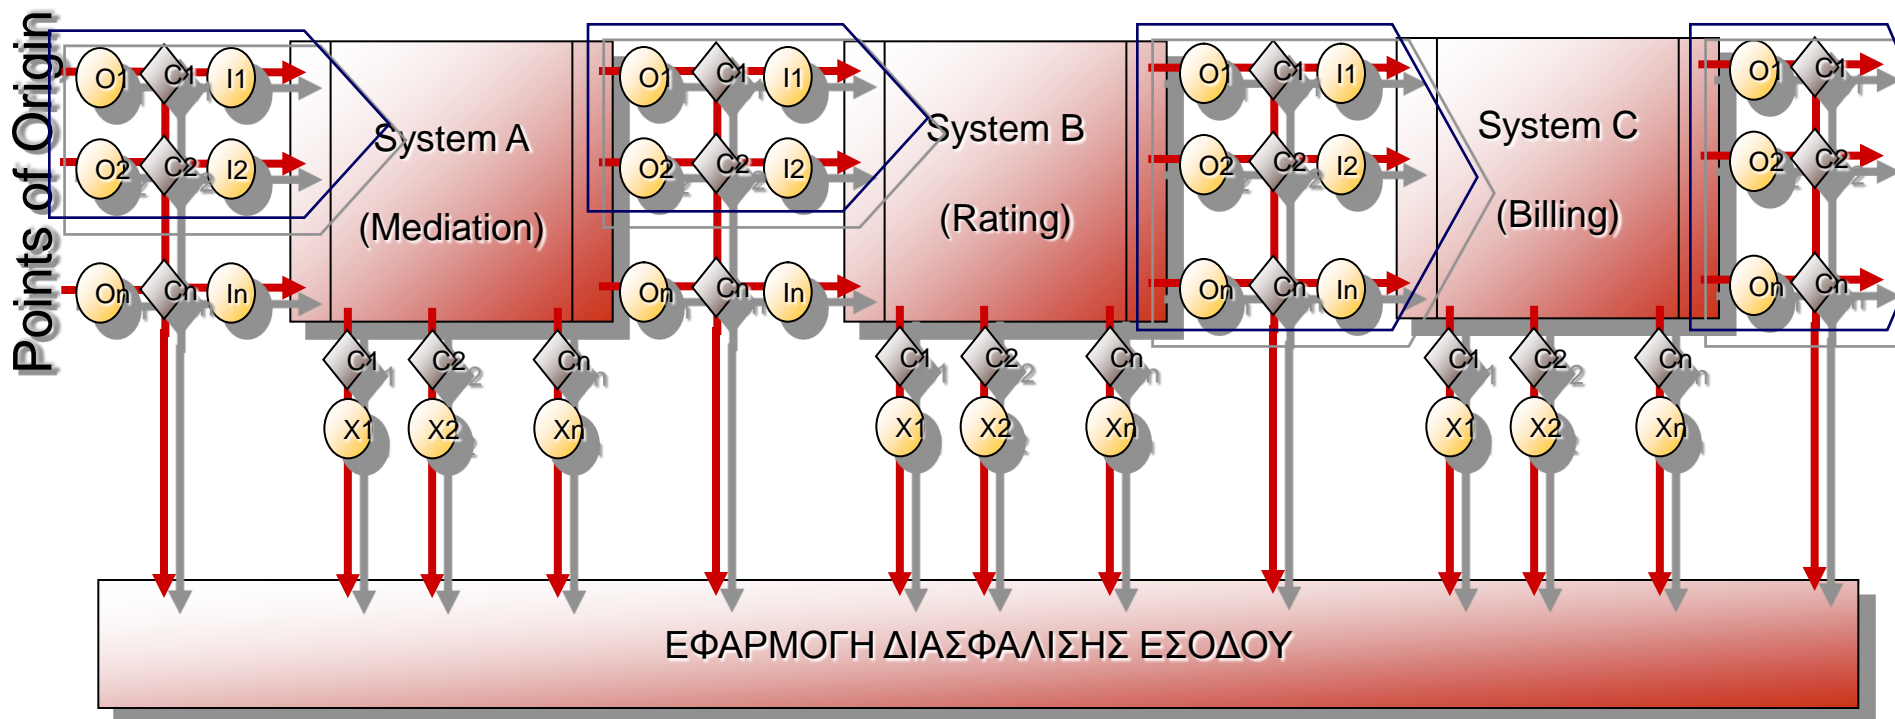 Points of Origin
O1 C1 I1
O2 C2 I2
On Cn In
System A
(Mediation)
C1 C2 Cn
X1 X2 Xn
O1 C1 I1
O2 C2 I2
On Cn In
System B
(Rating)
C1 C2 Cn
X1 X2 Xn
O1 C1 I1
O2 C2 I2
On Cn In
System C
(Billing)
C1 C2 Cn
X1 X2 Xn
O1 C1
O2 C2
On Cn
ΕΦΑΡΜΟΓΗ ΔΙΑΣΦΑΛΙΣΗΣ ΕΣΟΔΟΥ